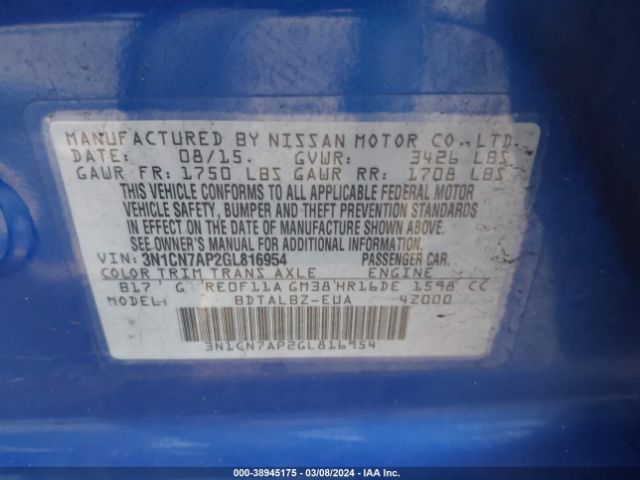 MANUFACTURED BY NISSAN MOTOR CO., LTD.
DATE: 08/15. GVWR: 3426 LBS
GAWR FR: 1750 LBS GAWR RR: 1708 LBS
THIS VEHICLE CONFORMS TO ALL APPLICABLE FEDERAL MOTOR
VEHICLE SAFETY, BUMPER AND THEFT PREVENTION STANDARDS
IN EFFECT ON THE DATE OF MANUFACTURE SHOWN ABOVE.
SEE OWNER'S MANUAL FOR ADDITIONAL INFORMATION.
VIN: 3N1CN7AP2GL816954 PASSENGER CAR.
COLOR TRIM TRANS AXLE ENGINE
B17 G RE0F11A GM38 HR16DE 1598 CC
MODEL: BDTALBZ-EUA 4Z000
3N1CN7AP2GL816954
000-38945175 - 03/08/2024 - IAA Inc.